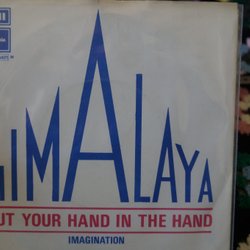 IMALAYA
UT YOUR HAND IN THE HAND
IMAGINATION